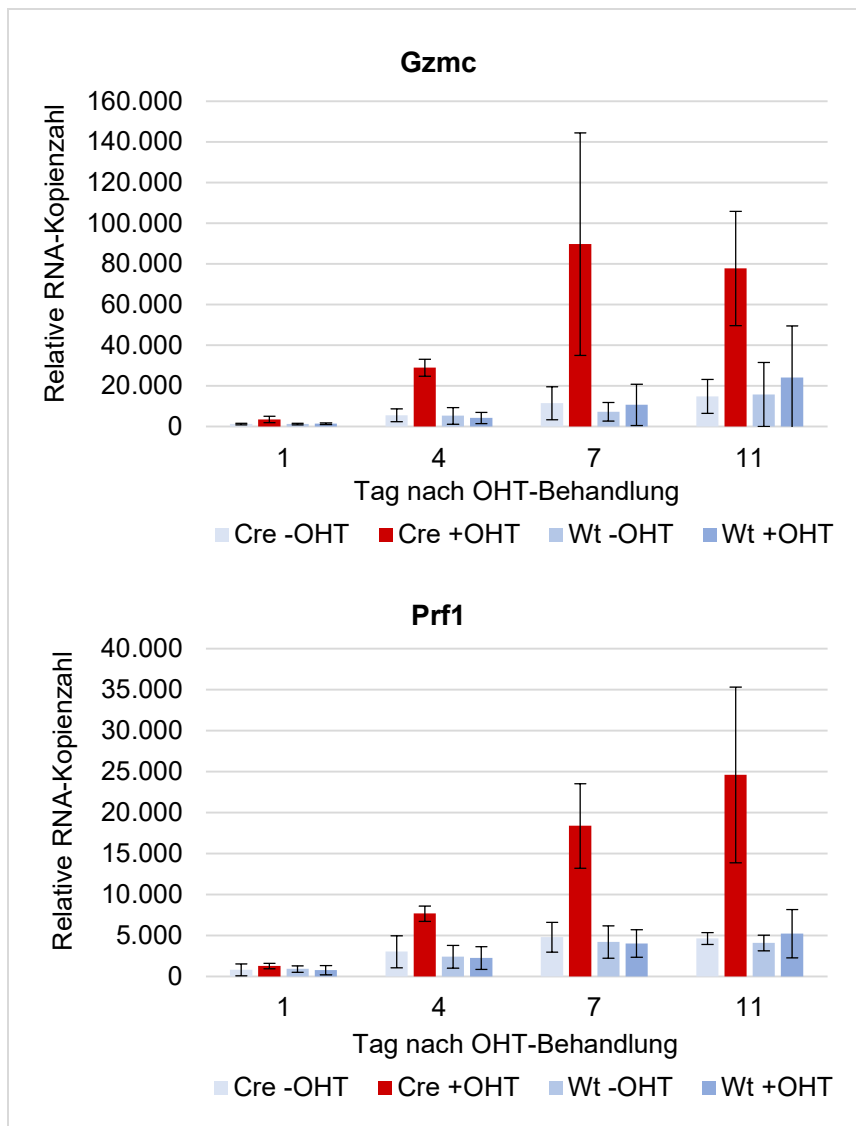 Gzmc
Relative RNA-Kopienzahl
160.000
140.000
120.000
100.000
80.000
60.000
40.000
20.000
0
1 4 7 11
Tag nach OHT-Behandlung
Cre -OHT Cre +OHT Wt -OHT Wt +OHT
Prf1
Relative RNA-Kopienzahl
40.000
35.000
30.000
25.000
20.000
15.000
10.000
5.000
0
1 4 7 11
Tag nach OHT-Behandlung
Cre -OHT Cre +OHT Wt -OHT Wt +OHT